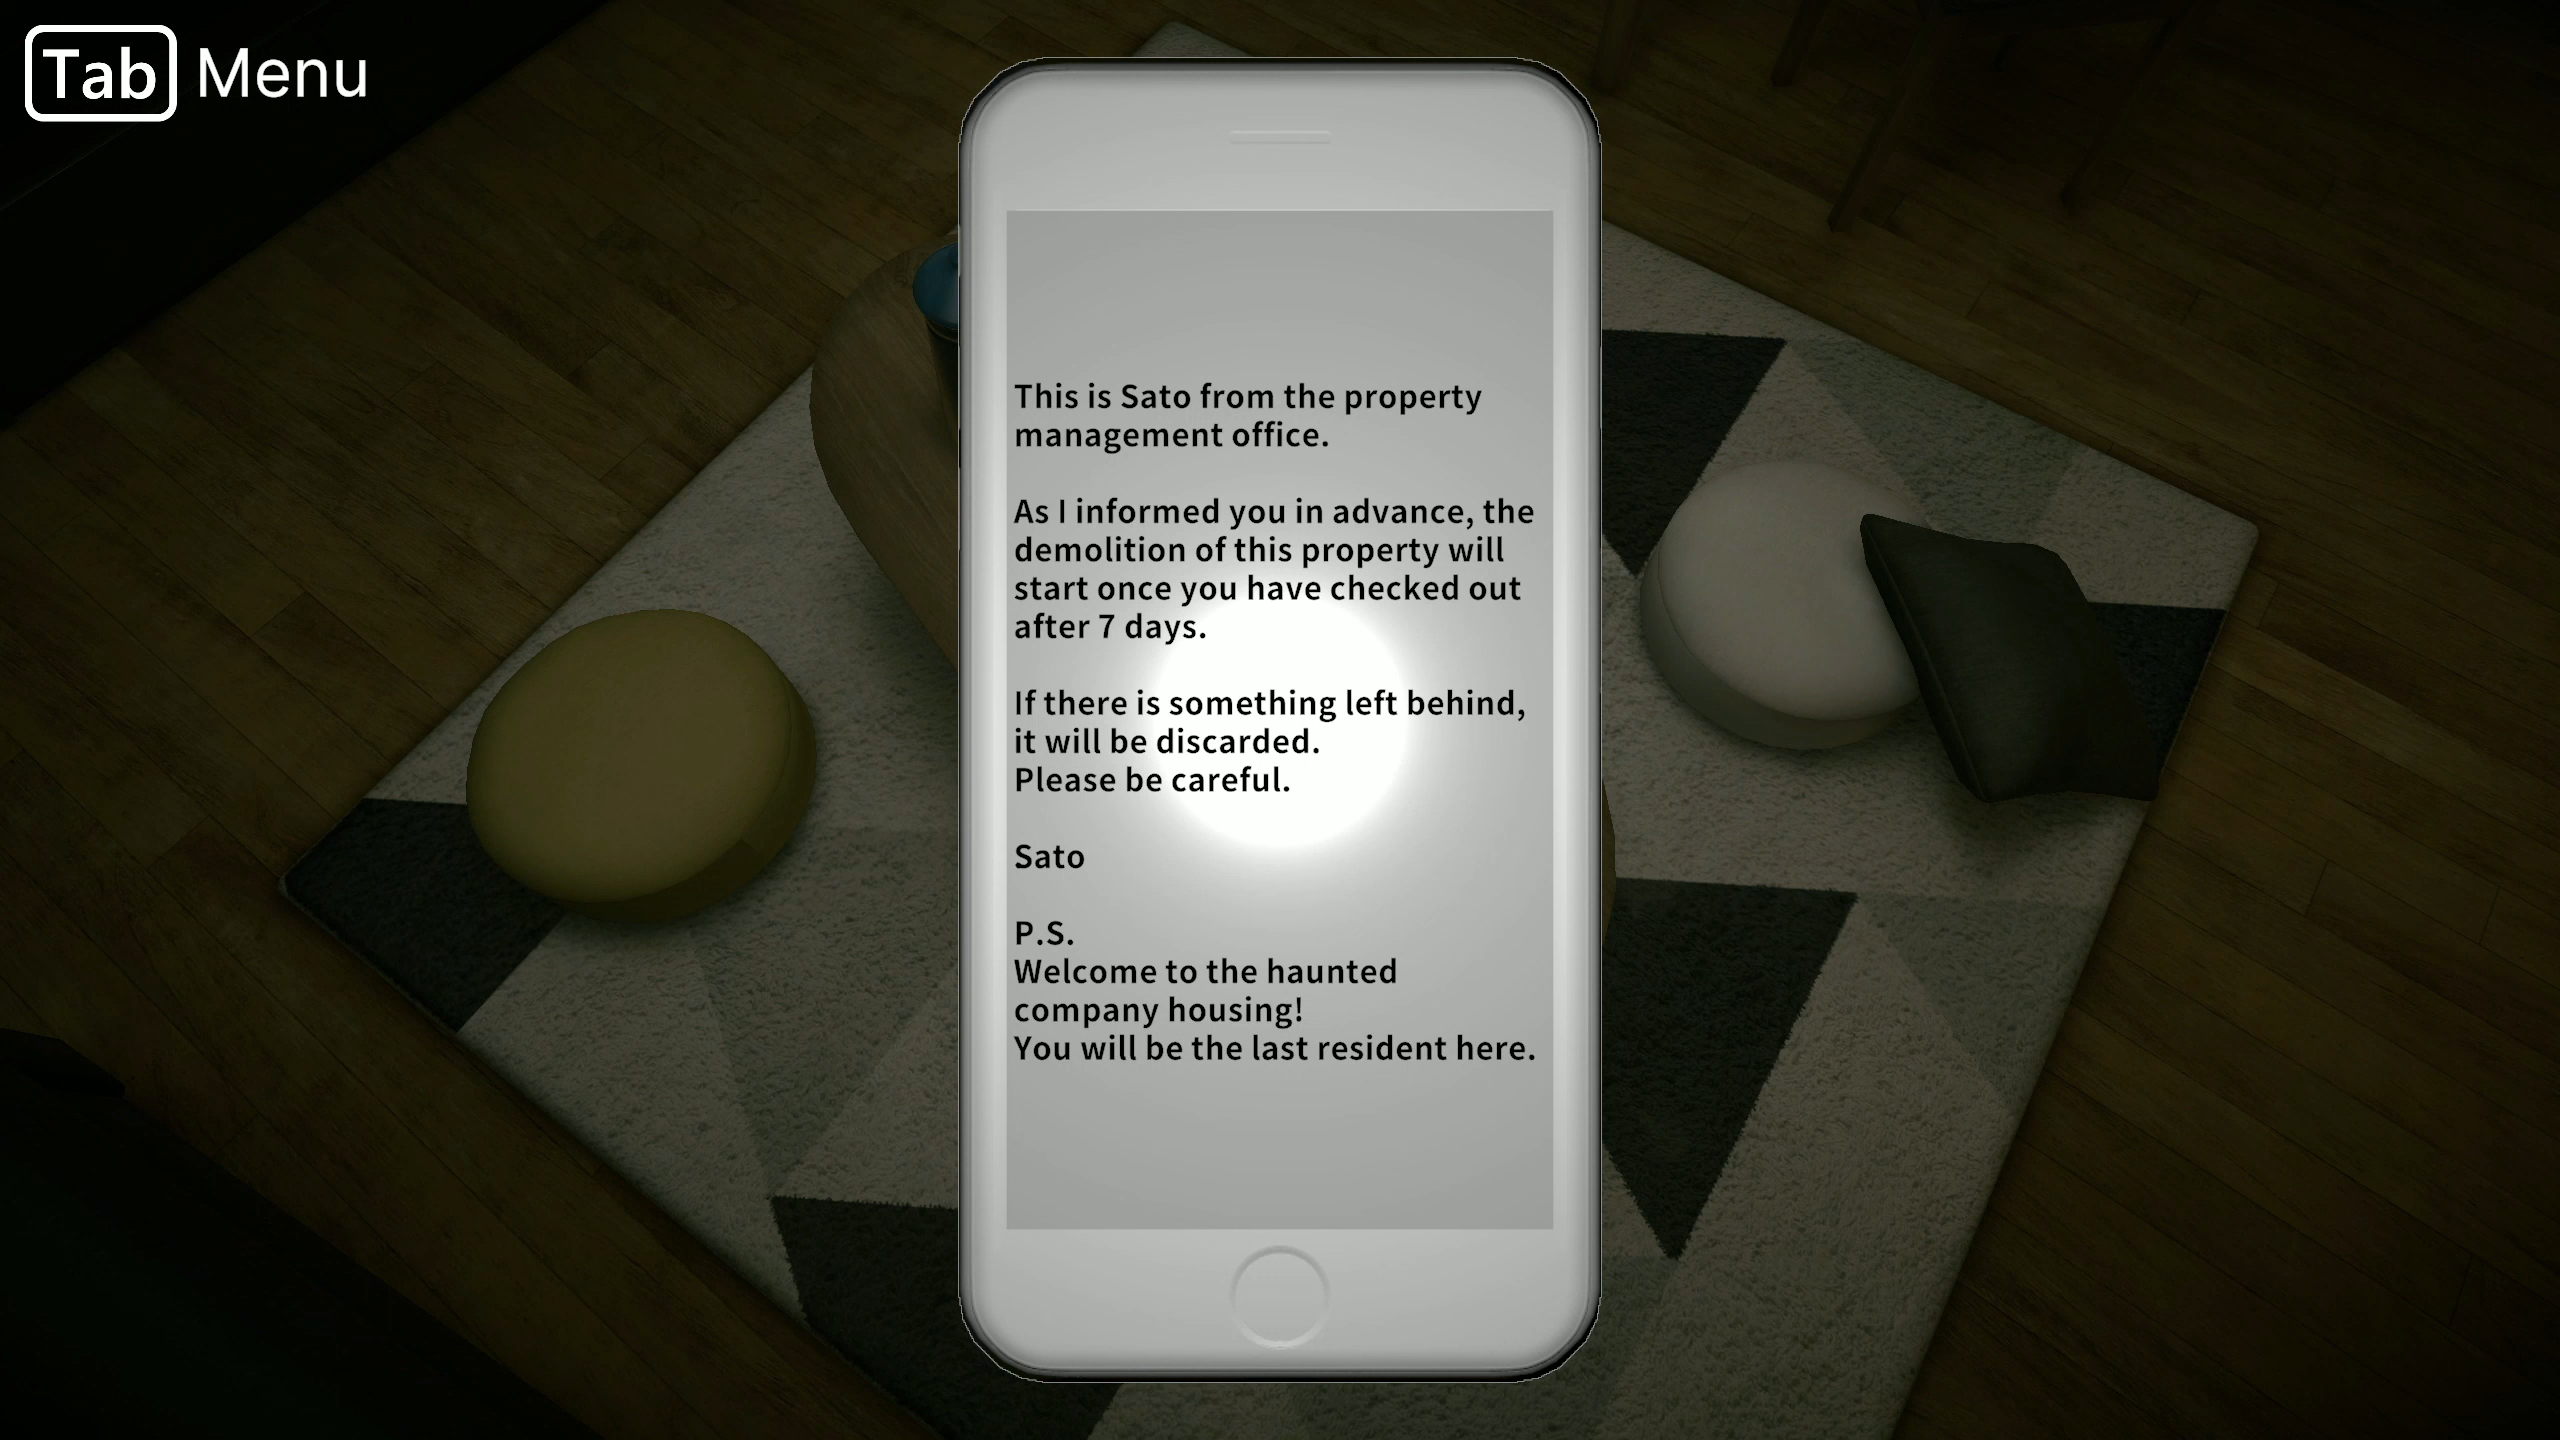 Tab Menu
This is Sato from the property
management office.
As I informed you in advance, the
demolition of this property will
start once you have checked out
after 7 days.
If there is something left behind,
it will be discarded.
Please be careful.
Sato
P.S.
Welcome to the haunted
company housing!
You will be the last resident here.